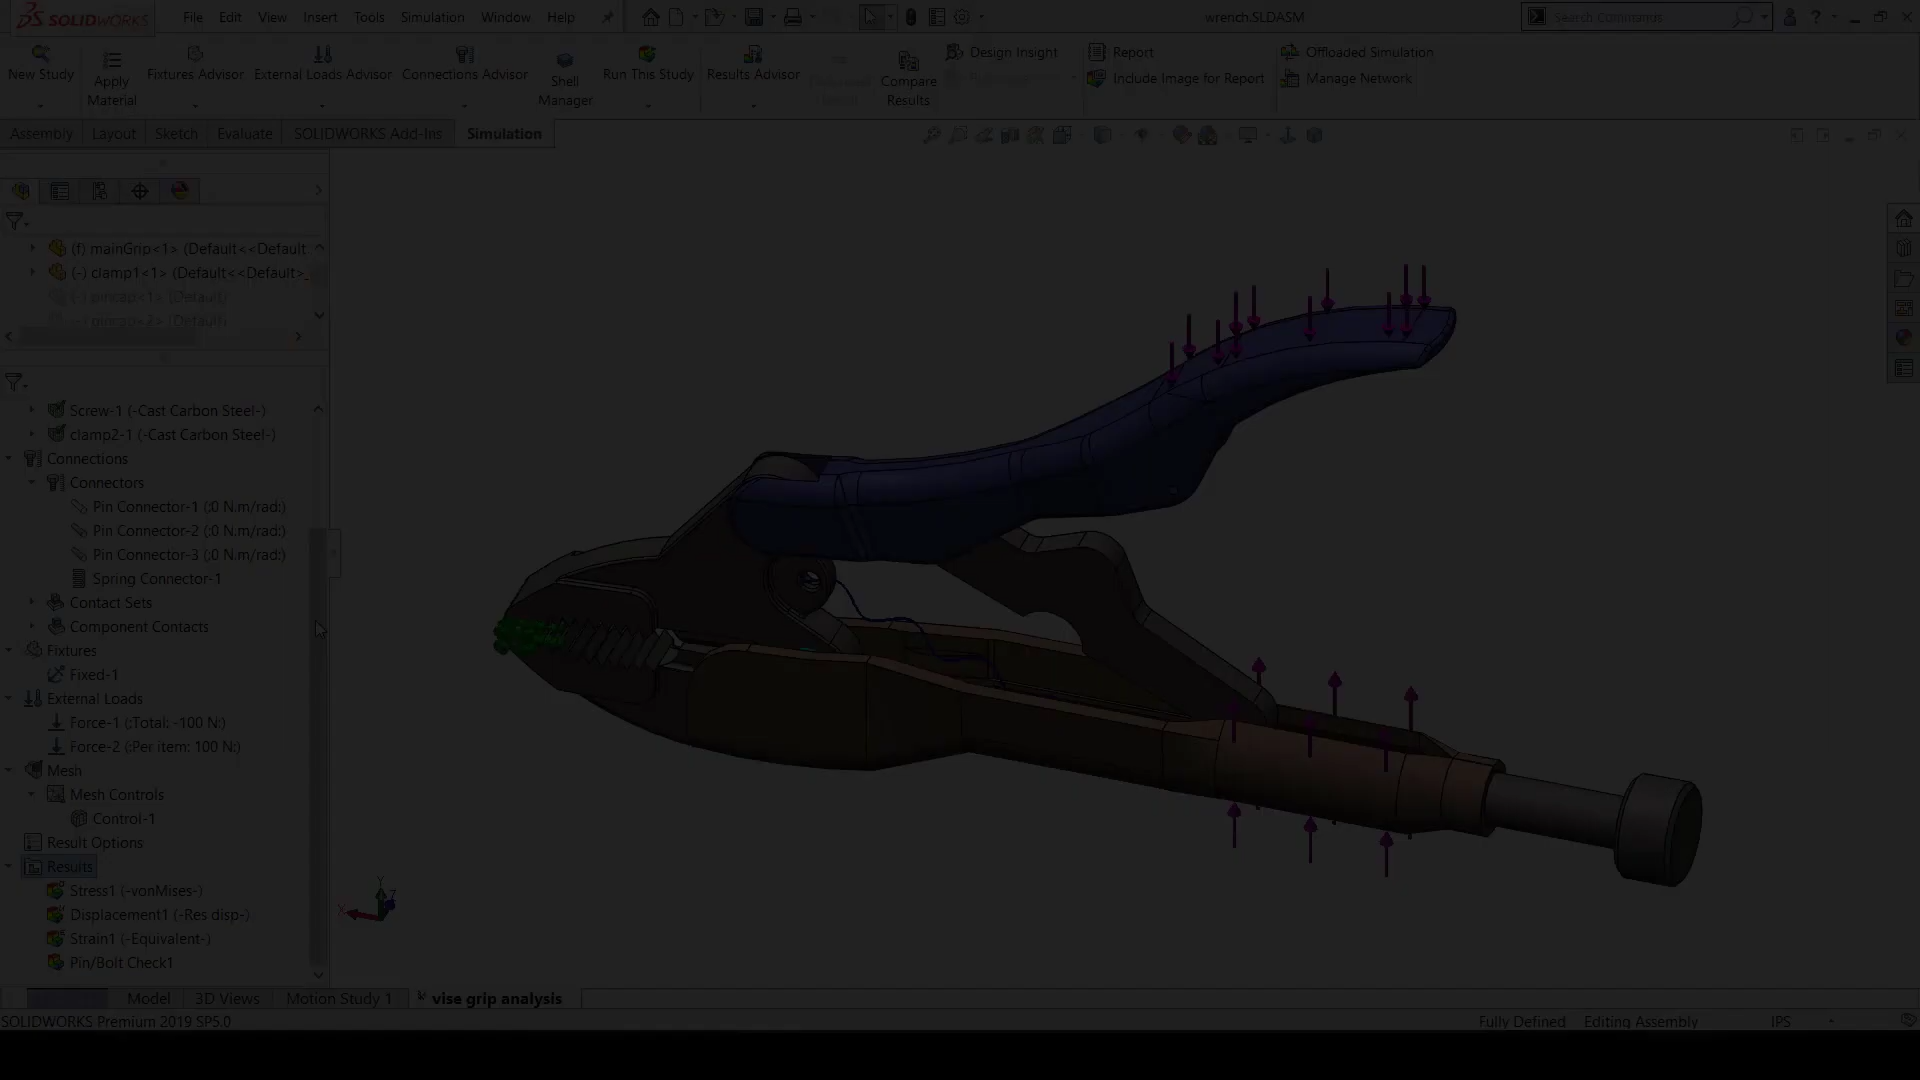 SOLIDWORKS
File Edit View Insert Tools Simulation Window Help
wrench.SLDASM
Search Commands
New Study
Apply Material
Fixtures Advisor
External Loads Advisor
Connections Advisor
Shell Manager
Run This Study
Results Advisor
Compare Results
Design Insight
Report
Include Image for Report
Offloaded Simulation
Manage Network
Assembly Layout Sketch Evaluate SOLIDWORKS Add-Ins Simulation
(f) mainGrip<1> (Default<<Default
(-) clamp1<1> (Default<<Default>_
Screw-1 (-Cast Carbon Steel-)
clamp2-1 (-Cast Carbon Steel-)
Connections
Connectors
Pin Connector-1 (:0 N.m/rad:)
Pin Connector-2 (:0 N.m/rad:)
Pin Connector-3 (:0 N.m/rad:)
Spring Connector-1
Contact Sets
Component Contacts
Fixtures
Fixed-1
External Loads
Force-1 (:Total: -100 N:)
Force-2 (:Per item: 100 N:)
Mesh
Mesh Controls
Control-1
Result Options
Results
Stress1 (-vonMises-)
Displacement1 (-Res disp-)
Strain1 (-Equivalent-)
Pin/Bolt Check1
Y
Z
X
Model 3D Views Motion Study 1 vise grip analysis
SOLIDWORKS Premium 2019 SP5.0
Fully Defined Editing Assembly IPS